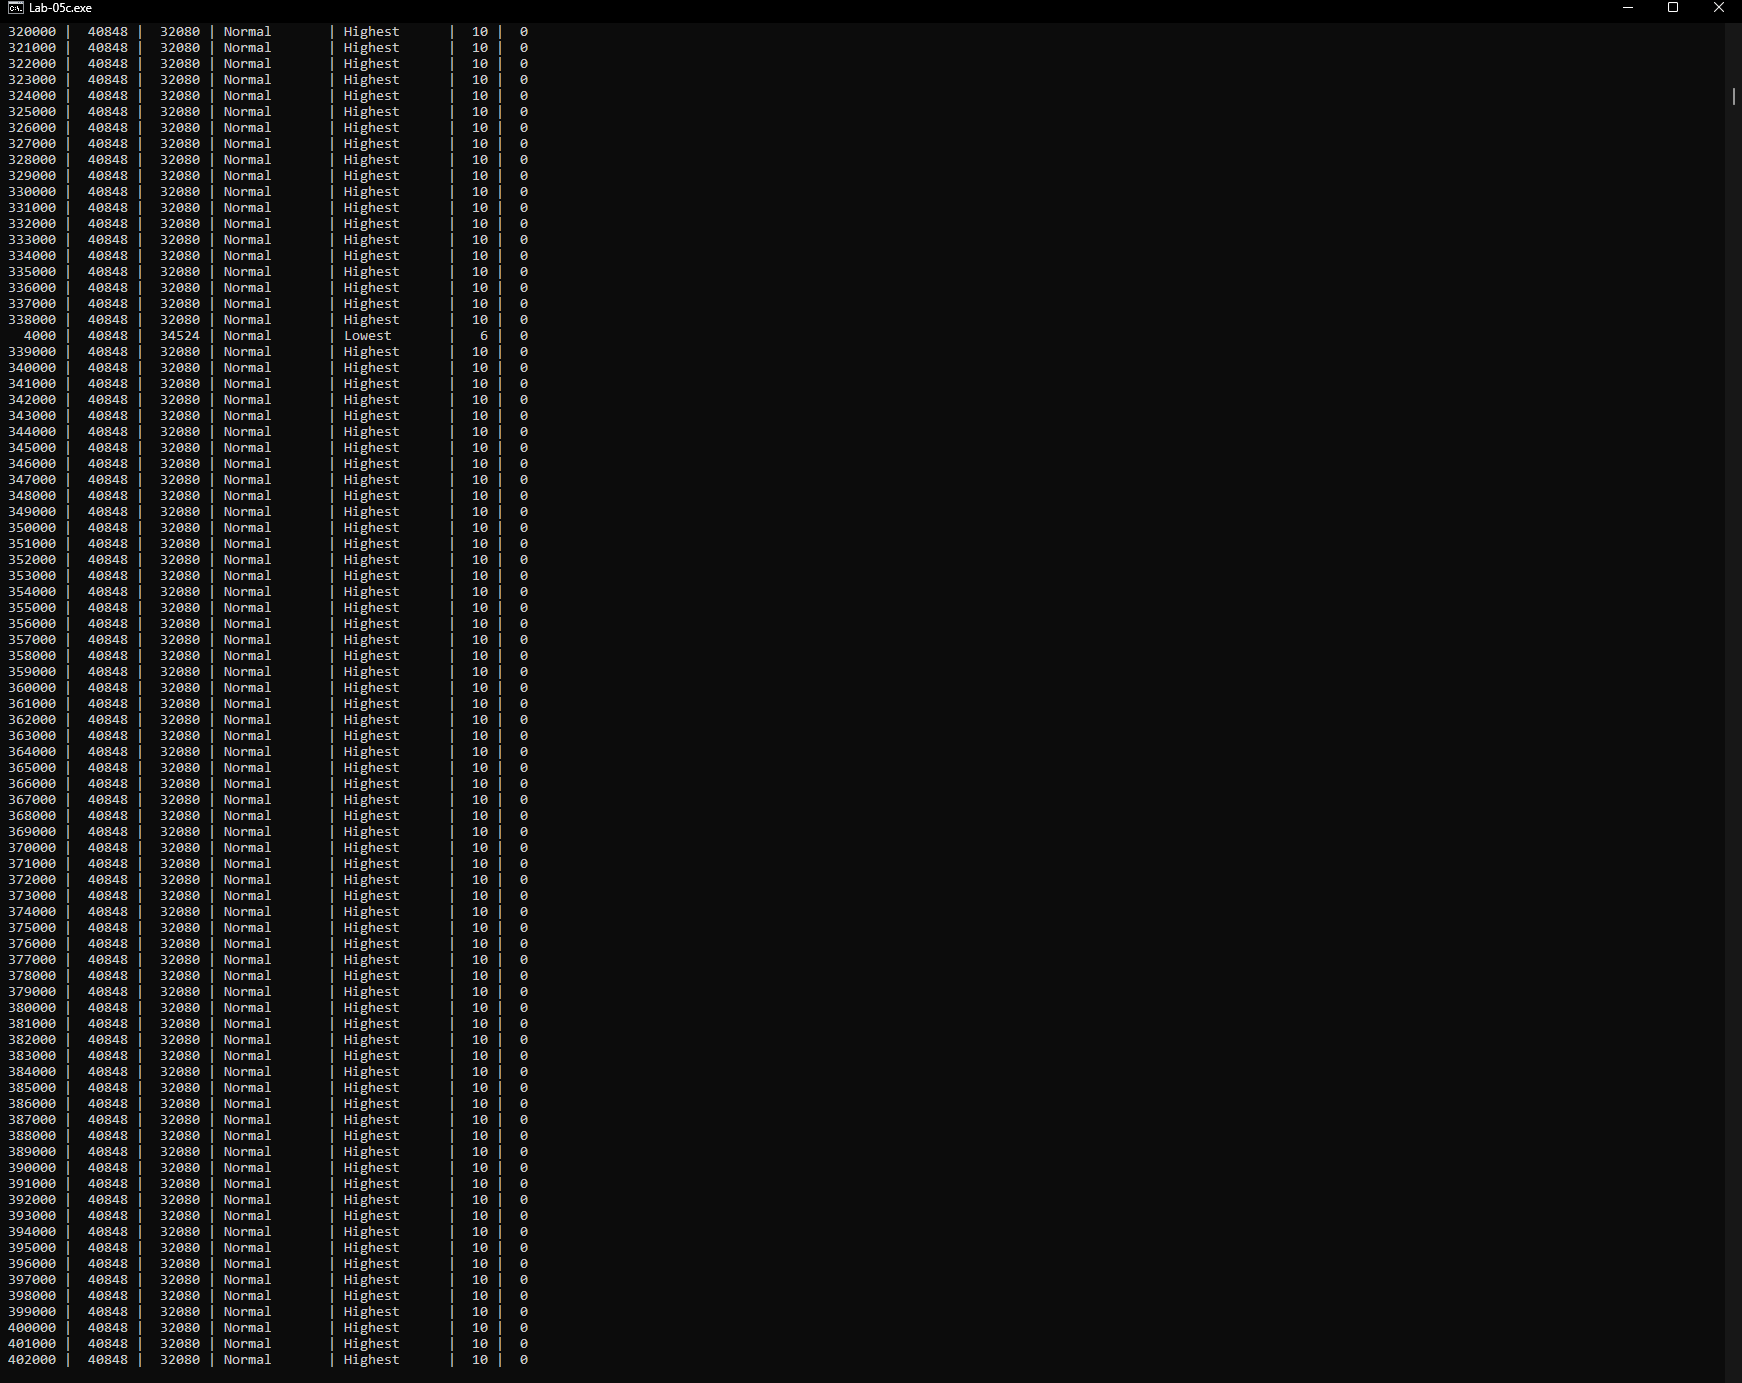 Lab-05c.exe
320000 |  40848 |  32080 | Normal       | Highest      |  10 |  0
321000 |  40848 |  32080 | Normal       | Highest      |  10 |  0
322000 |  40848 |  32080 | Normal       | Highest      |  10 |  0
323000 |  40848 |  32080 | Normal       | Highest      |  10 |  0
324000 |  40848 |  32080 | Normal       | Highest      |  10 |  0
325000 |  40848 |  32080 | Normal       | Highest      |  10 |  0
326000 |  40848 |  32080 | Normal       | Highest      |  10 |  0
327000 |  40848 |  32080 | Normal       | Highest      |  10 |  0
328000 |  40848 |  32080 | Normal       | Highest      |  10 |  0
329000 |  40848 |  32080 | Normal       | Highest      |  10 |  0
330000 |  40848 |  32080 | Normal       | Highest      |  10 |  0
331000 |  40848 |  32080 | Normal       | Highest      |  10 |  0
332000 |  40848 |  32080 | Normal       | Highest      |  10 |  0
333000 |  40848 |  32080 | Normal       | Highest      |  10 |  0
334000 |  40848 |  32080 | Normal       | Highest      |  10 |  0
335000 |  40848 |  32080 | Normal       | Highest      |  10 |  0
336000 |  40848 |  32080 | Normal       | Highest      |  10 |  0
337000 |  40848 |  32080 | Normal       | Highest      |  10 |  0
338000 |  40848 |  32080 | Normal       | Highest      |  10 |  0
  4000 |  40848 |  34524 | Normal       | Lowest       |   6 |  0
339000 |  40848 |  32080 | Normal       | Highest      |  10 |  0
340000 |  40848 |  32080 | Normal       | Highest      |  10 |  0
341000 |  40848 |  32080 | Normal       | Highest      |  10 |  0
342000 |  40848 |  32080 | Normal       | Highest      |  10 |  0
343000 |  40848 |  32080 | Normal       | Highest      |  10 |  0
344000 |  40848 |  32080 | Normal       | Highest      |  10 |  0
345000 |  40848 |  32080 | Normal       | Highest      |  10 |  0
346000 |  40848 |  32080 | Normal       | Highest      |  10 |  0
347000 |  40848 |  32080 | Normal       | Highest      |  10 |  0
348000 |  40848 |  32080 | Normal       | Highest      |  10 |  0
349000 |  40848 |  32080 | Normal       | Highest      |  10 |  0
350000 |  40848 |  32080 | Normal       | Highest      |  10 |  0
351000 |  40848 |  32080 | Normal       | Highest      |  10 |  0
352000 |  40848 |  32080 | Normal       | Highest      |  10 |  0
353000 |  40848 |  32080 | Normal       | Highest      |  10 |  0
354000 |  40848 |  32080 | Normal       | Highest      |  10 |  0
355000 |  40848 |  32080 | Normal       | Highest      |  10 |  0
356000 |  40848 |  32080 | Normal       | Highest      |  10 |  0
357000 |  40848 |  32080 | Normal       | Highest      |  10 |  0
358000 |  40848 |  32080 | Normal       | Highest      |  10 |  0
359000 |  40848 |  32080 | Normal       | Highest      |  10 |  0
360000 |  40848 |  32080 | Normal       | Highest      |  10 |  0
361000 |  40848 |  32080 | Normal       | Highest      |  10 |  0
362000 |  40848 |  32080 | Normal       | Highest      |  10 |  0
363000 |  40848 |  32080 | Normal       | Highest      |  10 |  0
364000 |  40848 |  32080 | Normal       | Highest      |  10 |  0
365000 |  40848 |  32080 | Normal       | Highest      |  10 |  0
366000 |  40848 |  32080 | Normal       | Highest      |  10 |  0
367000 |  40848 |  32080 | Normal       | Highest      |  10 |  0
368000 |  40848 |  32080 | Normal       | Highest      |  10 |  0
369000 |  40848 |  32080 | Normal       | Highest      |  10 |  0
370000 |  40848 |  32080 | Normal       | Highest      |  10 |  0
371000 |  40848 |  32080 | Normal       | Highest      |  10 |  0
372000 |  40848 |  32080 | Normal       | Highest      |  10 |  0
373000 |  40848 |  32080 | Normal       | Highest      |  10 |  0
374000 |  40848 |  32080 | Normal       | Highest      |  10 |  0
375000 |  40848 |  32080 | Normal       | Highest      |  10 |  0
376000 |  40848 |  32080 | Normal       | Highest      |  10 |  0
377000 |  40848 |  32080 | Normal       | Highest      |  10 |  0
378000 |  40848 |  32080 | Normal       | Highest      |  10 |  0
379000 |  40848 |  32080 | Normal       | Highest      |  10 |  0
380000 |  40848 |  32080 | Normal       | Highest      |  10 |  0
381000 |  40848 |  32080 | Normal       | Highest      |  10 |  0
382000 |  40848 |  32080 | Normal       | Highest      |  10 |  0
383000 |  40848 |  32080 | Normal       | Highest      |  10 |  0
384000 |  40848 |  32080 | Normal       | Highest      |  10 |  0
385000 |  40848 |  32080 | Normal       | Highest      |  10 |  0
386000 |  40848 |  32080 | Normal       | Highest      |  10 |  0
387000 |  40848 |  32080 | Normal       | Highest      |  10 |  0
388000 |  40848 |  32080 | Normal       | Highest      |  10 |  0
389000 |  40848 |  32080 | Normal       | Highest      |  10 |  0
390000 |  40848 |  32080 | Normal       | Highest      |  10 |  0
391000 |  40848 |  32080 | Normal       | Highest      |  10 |  0
392000 |  40848 |  32080 | Normal       | Highest      |  10 |  0
393000 |  40848 |  32080 | Normal       | Highest      |  10 |  0
394000 |  40848 |  32080 | Normal       | Highest      |  10 |  0
395000 |  40848 |  32080 | Normal       | Highest      |  10 |  0
396000 |  40848 |  32080 | Normal       | Highest      |  10 |  0
397000 |  40848 |  32080 | Normal       | Highest      |  10 |  0
398000 |  40848 |  32080 | Normal       | Highest      |  10 |  0
399000 |  40848 |  32080 | Normal       | Highest      |  10 |  0
400000 |  40848 |  32080 | Normal       | Highest      |  10 |  0
401000 |  40848 |  32080 | Normal       | Highest      |  10 |  0
402000 |  40848 |  32080 | Normal       | Highest      |  10 |  0